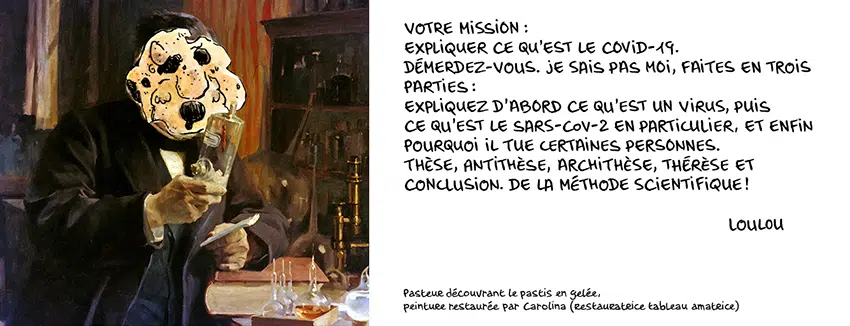 VOTRE MISSION :
EXPLIQUER CE QU'EST LE COVID-19.
DÉMERDEZ-VOUS. JE SAIS PAS MOI, FAITES EN TROIS
PARTIES :
EXPLIQUEZ D'ABORD CE QU'EST UN VIRUS, PUIS
CE QU'EST LE SARS-COV-2 EN PARTICULIER, ET ENFIN
POURQUOI IL TUE CERTAINES PERSONNES.
THÈSE, ANTITHÈSE, ARCHITHÈSE, THÉRÈSE ET
CONCLUSION. DE LA MÉTHODE SCIENTIFIQUE !
LOULOU
Pasteur découvrant le pastis en gelée,
peinture restaurée par Carolina (restauratrice tableau amatrice)